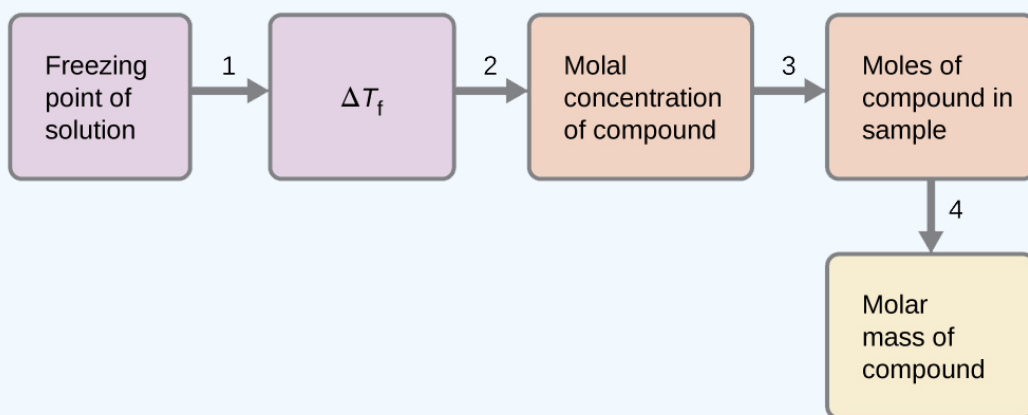 Freezing
point of
solution
1
ΔTf
2
Molal
concentration
of compound
3
Moles of
compound in
sample
4
Molar
mass of
compound